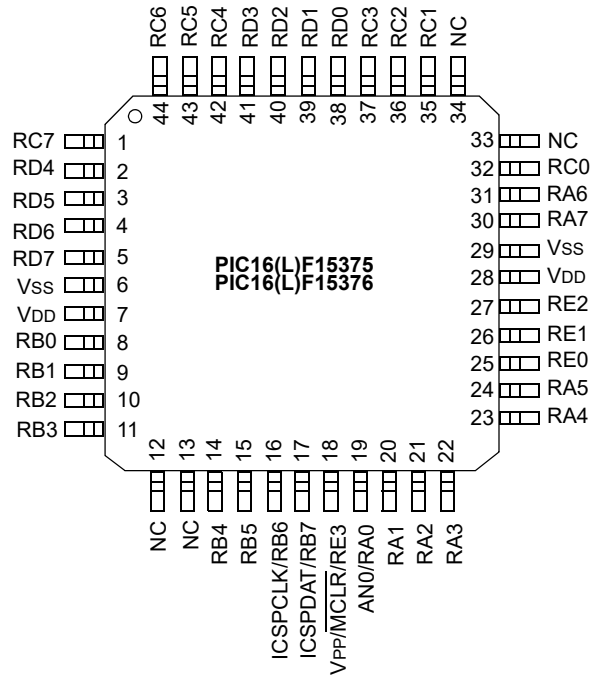 RC6
RC5
RC4
RD3
RD2
RD1
RD0
RC3
RC2
RC1
NC
44
43
42
41
40
39
38
37
36
35
34
RC7 1
RD4 2
RD5 3
RD6 4
RD7 5
VSS 6
VDD 7
RB0 8
RB1 9
RB2 10
RB3 11
PIC16(L)F15375
PIC16(L)F15376
33 NC
32 RC0
31 RA6
30 RA7
29 VSS
28 VDD
27 RE2
26 RE1
25 RE0
24 RA5
23 RA4
12
13
14
15
16
17
18
19
20
21
22
NC
NC
RB4
RB5
ICSPCLK/RB6
ICSPDAT/RB7
VPP/MCLR/RE3
AN0/RA0
RA1
RA2
RA3